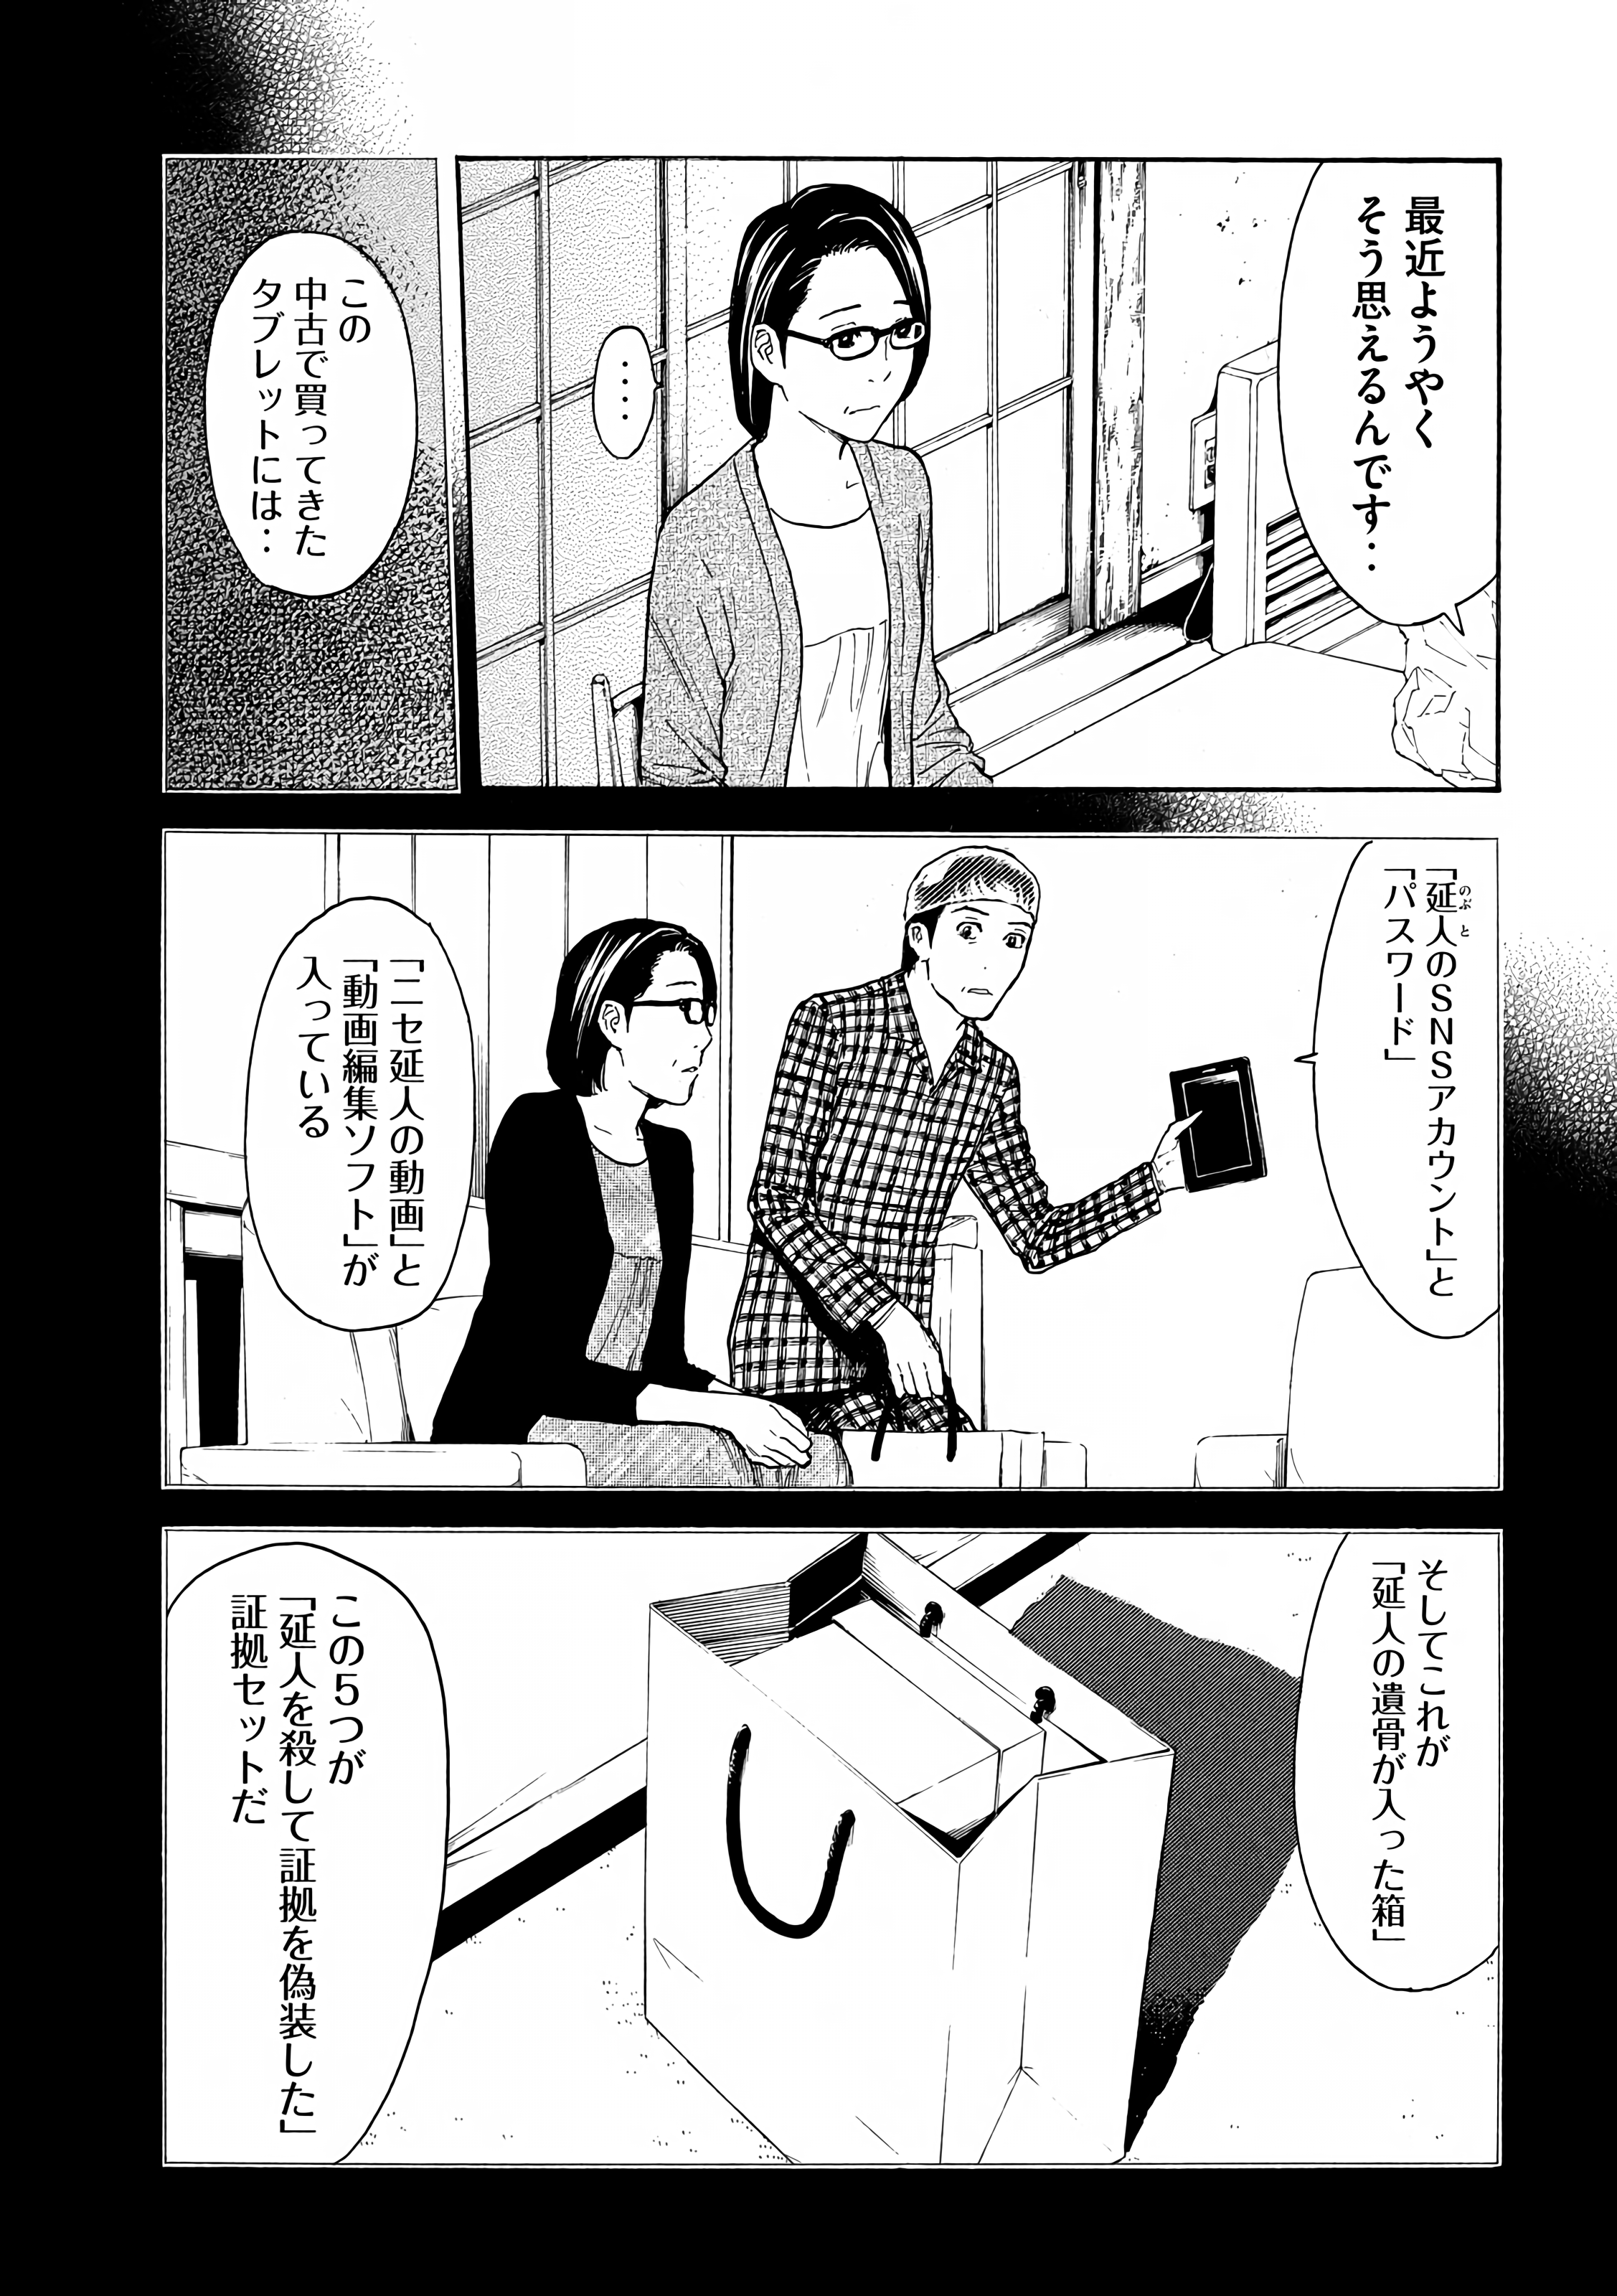 最近ようやく
そう思えるんです‥
‥‥
この
中古で買ってきた
タブレットには‥
「延人のSNSアカウント」と
のぶと
「パスワード」
「ニセ延人の動画」と
「動画編集ソフト」が
入っている
そしてこれが
「延人の遺骨が入った箱」
この5つが
「延人を殺して証拠を偽装した」
証拠セットだ